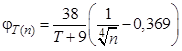 φT(n) = 38/(T+9) (1/∜n − 0,369)